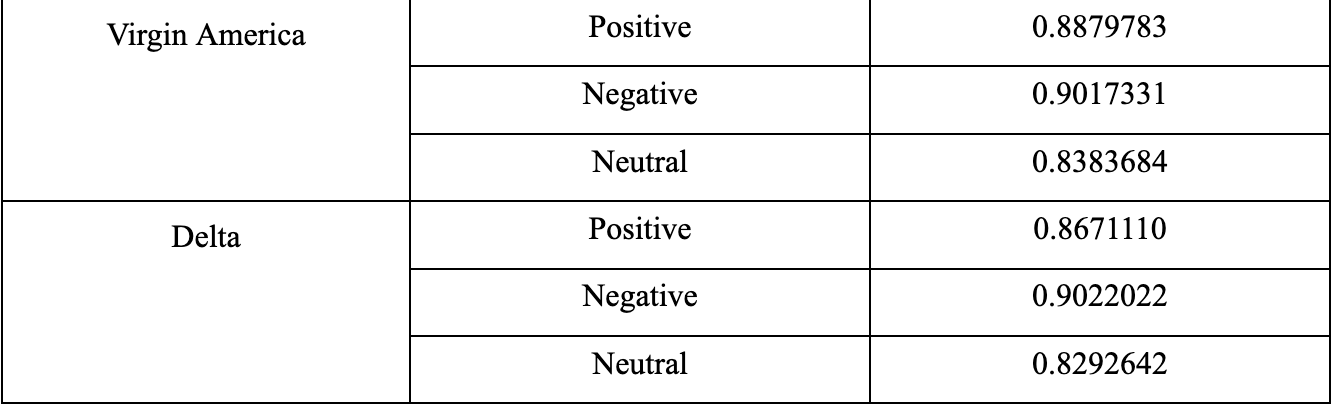 Virgin America Positive 0.8879783
Negative 0.9017331
Neutral 0.8383684
Delta Positive 0.8671110
Negative 0.9022022
Neutral 0.8292642